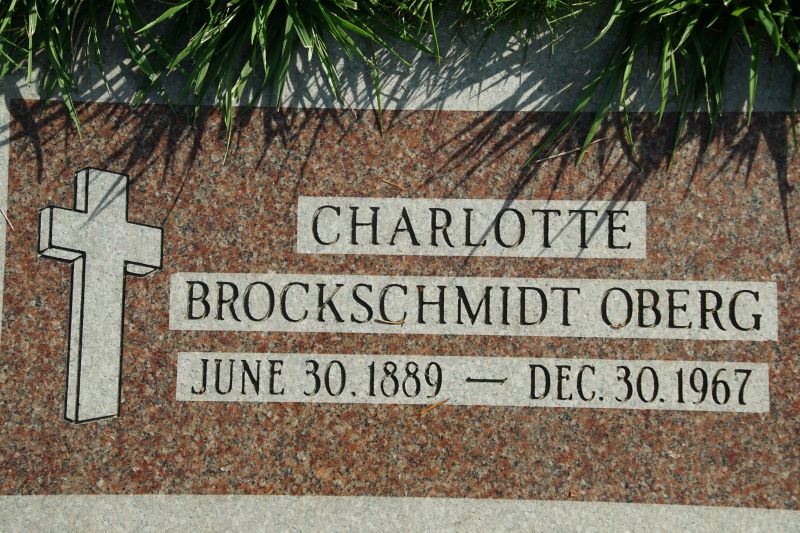 CHARLOTTE
BROCKSCHMIDT OBERG
JUNE 30. 1889 — DEC. 30. 1967